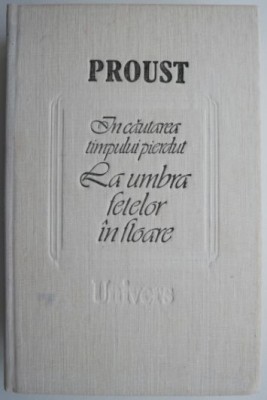 PROUST
În căutarea
timpului pierdut
La umbra
fetelor
în floare
Univers